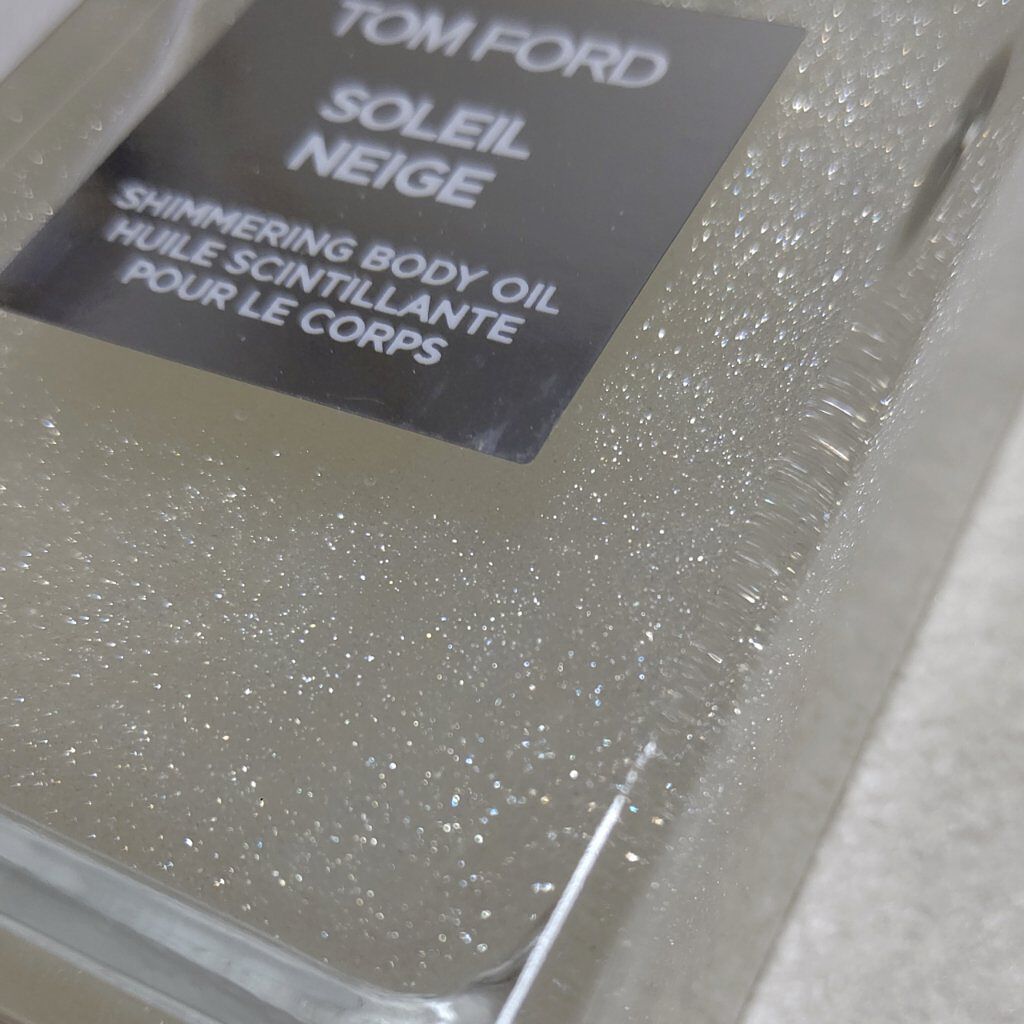 TOM FORD
SOLEIL
NEIGE
SHIMMERING BODY OIL
HUILE SCINTILLANTE
POUR LE CORPS